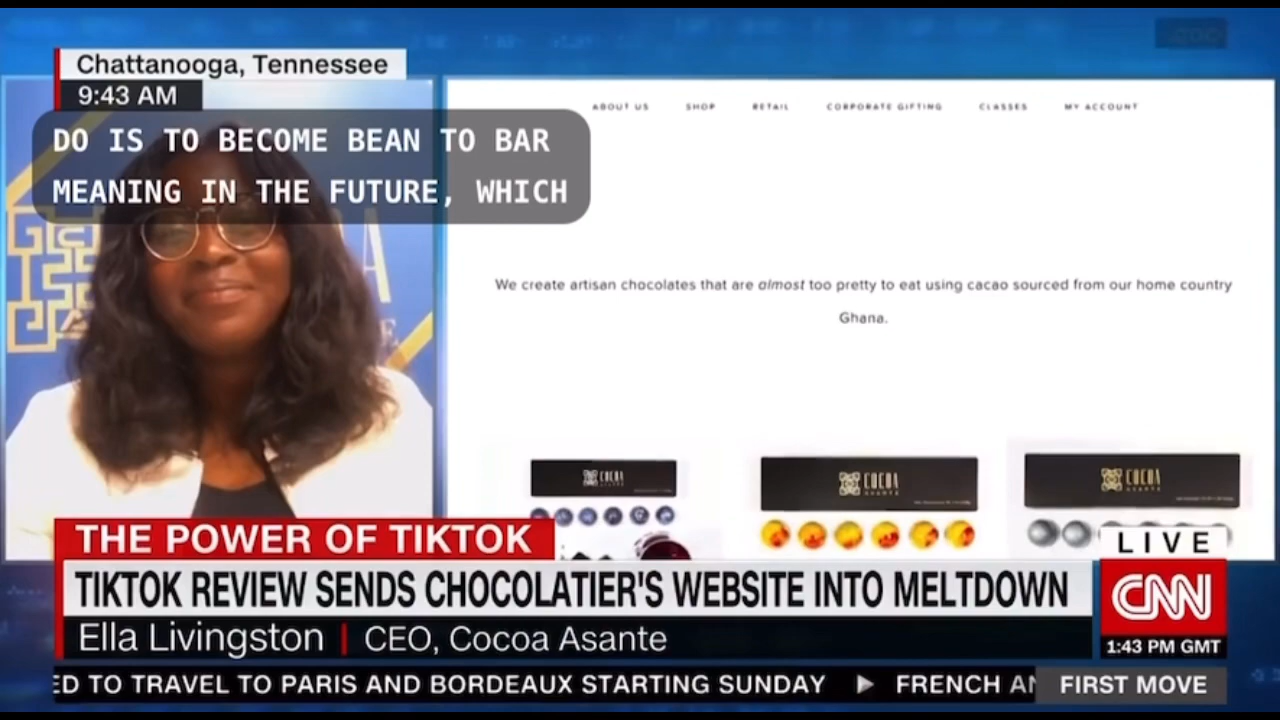 Chattanooga, Tennessee
9:43 AM
DO IS TO BECOME BEAN TO BAR
MEANING IN THE FUTURE, WHICH
ABOUT US SHOP RETAIL CORPORATE GIFTING CLASSES MY ACCOUNT
We create artisan chocolates that are almost too pretty to eat using cacao sourced from our home country
Ghana.
COCOA
ASANTE
COCOA
ASANTE
COCOA
ASANTE
THE POWER OF TIKTOK
LIVE
TIKTOK REVIEW SENDS CHOCOLATIER'S WEBSITE INTO MELTDOWN
CNN
Ella Livingston | CEO, Cocoa Asante
1:43 PM GMT
ED TO TRAVEL TO PARIS AND BORDEAUX STARTING SUNDAY ▶ FRENCH AN
FIRST MOVE